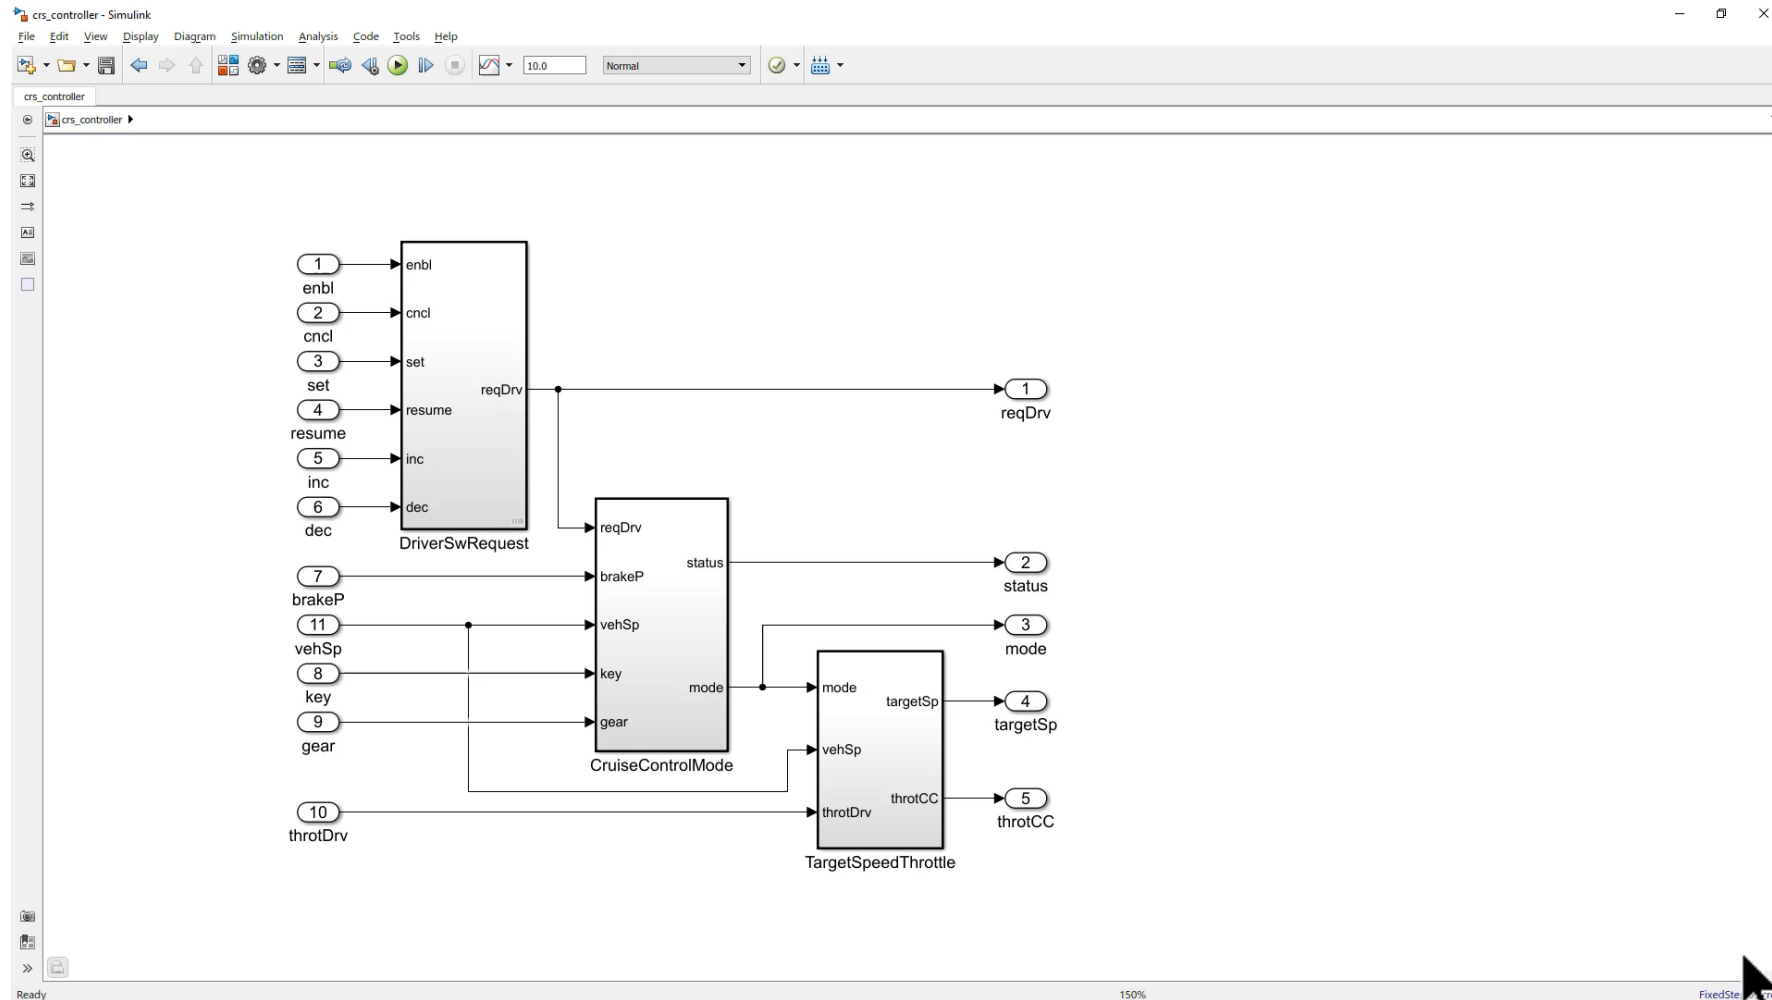 crs_controller - Simulink
File Edit View Display Diagram Simulation Analysis Code Tools Help
10.0 Normal
crs_controller
crs_controller
1
enbl
2
cncl
3
set
4
resume
5
inc
6
dec
enbl
cncl
set
resume
inc
dec
reqDrv
DriverSwRequest
1
reqDrv
7
brakeP
11
vehSp
8
key
9
gear
reqDrv
brakeP
vehSp
key
gear
status
mode
CruiseControlMode
2
status
3
mode
10
throtDrv
mode
vehSp
throtDrv
targetSp
throtCC
TargetSpeedThrottle
4
targetSp
5
throtCC
Ready 150%